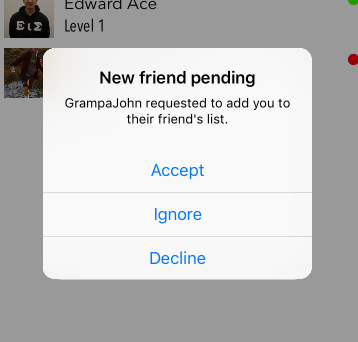 Edward Ace
Level 1
ΕΙΣ
New friend pending
GrampaJohn requested to add you to
their friend's list.
Accept
Ignore
Decline